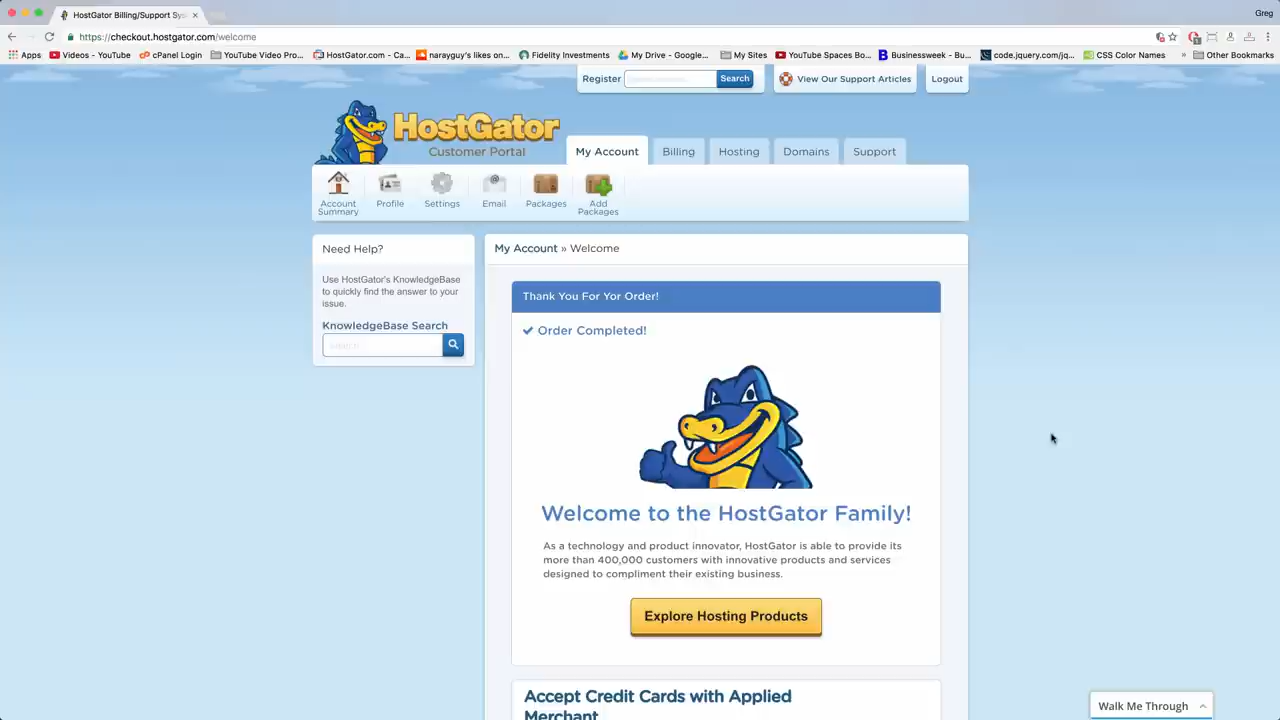 HostGator Billing/Support Sys
Greg
https://checkout.hostgator.com/welcome
Apps
Videos - YouTube
cPanel Login
YouTube Video Pro...
HostGator.com - Ca...
narayguy's likes on...
Fidelity Investments
My Drive - Google...
My Sites
YouTube Spaces Bo...
Businessweek - Bu...
code.jquery.com/jq...
CSS Color Names
» Other Bookmarks
Register
Search
View Our Support Articles
Logout
HostGator
Customer Portal
My Account
Billing
Hosting
Domains
Support
Account
Summary
Profile
Settings
Email
Packages
Add
Packages
Need Help?
Use HostGator's KnowledgeBase
to quickly find the answer to your
issue.
KnowledgeBase Search
Search
My Account » Welcome
Thank You For Yor Order!
Order Completed!
Welcome to the HostGator Family!
As a technology and product innovator, HostGator is able to provide its
more than 400,000 customers with innovative products and services
designed to compliment their existing business.
Explore Hosting Products
Accept Credit Cards with Applied
Merchant
Walk Me Through